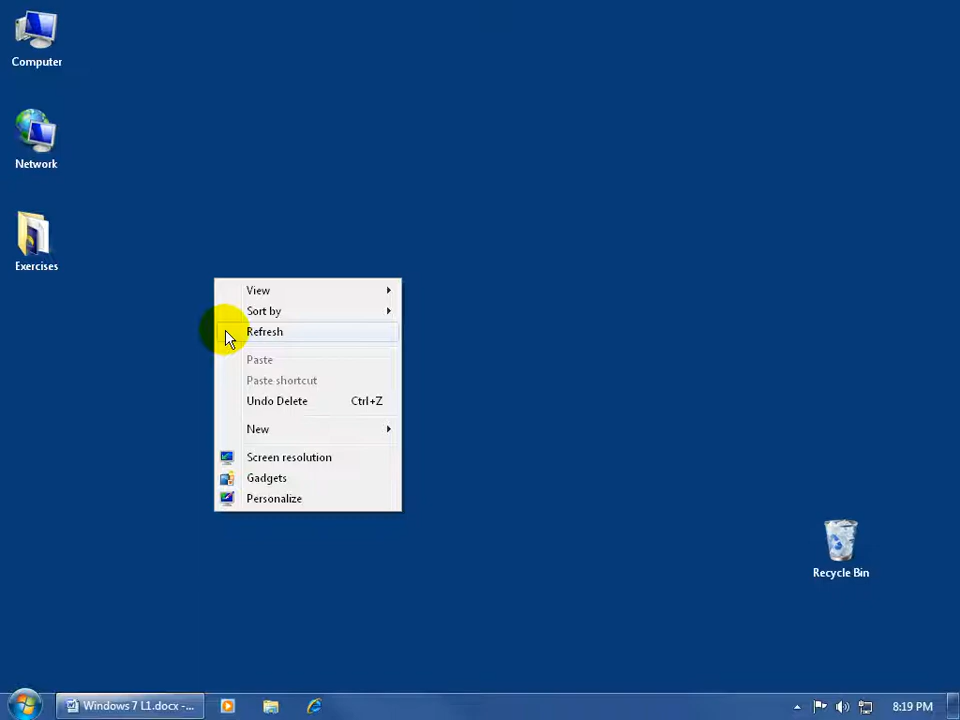 Computer
Network
Exercises
View
Sort by
Refresh
Paste
Paste shortcut
Undo Delete Ctrl+Z
New
Screen resolution
Gadgets
Personalize
Recycle Bin
Windows 7 L1.docx -...
8:19 PM